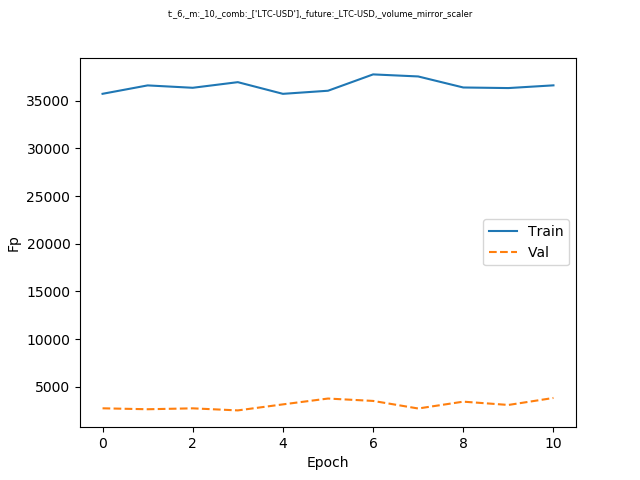 t:_6,_m:_10,_comb:_['LTC-USD'],_future:_LTC-USD,_volume_mirror_scaler
35000
30000
25000
20000
15000
10000
5000
Fp
Train
Val
0 2 4 6 8 10
Epoch